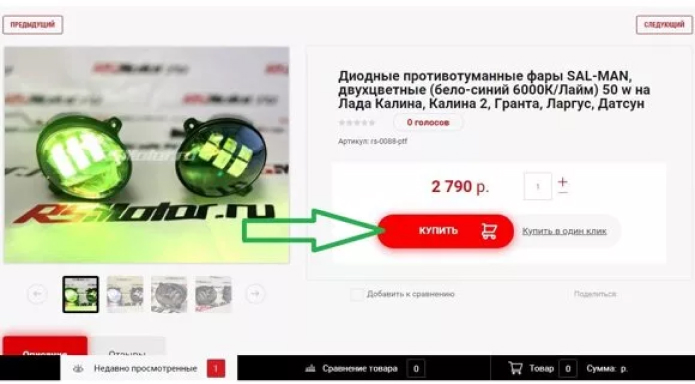 ПРЕДЫДУЩИЙ
СЛЕДУЮЩИЙ
RSMotor.ru
Диодные противотуманные фары SAL-MAN,
двухцветные (бело-синий 6000К/Лайм) 50 w на
Лада Калина, Калина 2, Гранта, Ларгус, Датсун
0 голосов
Артикул: rs-0088-ptf
2 790 р.
1
КУПИТЬ
Купить в один клик
Добавить к сравнению
Поделиться
Описание
Отзывы
Недавно просмотренные 1
Сравнение товара 0
Товар 0 Сумма: р.